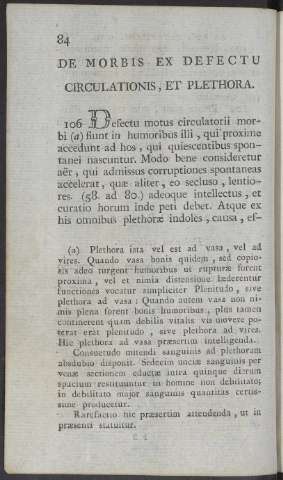 84
DE MORBIS EX DEFECTU
CIRCULATIONIS, ET PLETHORA.
106 Defectu motus circulatorii mor-
bi (a) fiunt in humoribus illi, qui proxime
accedunt ad hos, qui quiescentibus spon-
tanei nascuntur. Modo bene consideretur
aër, qui admissus corruptiones spontaneas
accelerat, quæ aliter, eo secluso, lentio-
res. (58. ad 80.) adeoque intellectus, et
curatio horum inde peti debet. Atque ex
his omnibus plethoræ indoles, causa, ef-
(a) Plethora ista vel est ad vasa, vel ad
vires. Quando vasa bonis quidem, sed copio-
sis adeo turgent humoribus ut rupturæ forent
proxima, vel et nimia distensione læderentur
functiones vocatur simpliciter Plenitudo, sive
plethora ad vasa: Quando autem vasa non ni-
mis plena forent bonis humoribus, plus tamen
continerent quam debilis vitalis vis movere po-
terat erat plenitudo, sive plethora ad vires.
Hic plethora ad vasa præsertim intelligenda.
Consuetudo mittendi sanguinis ad plethoram
absdubio disponit. Sedecim unciæ sanguinis per
venæ sectionem eductæ intra quinque dierum
spacium restituuntur in homine non debilitato;
in debilitato major sanguinis quantitas certis-
sime producetur.
Rarefactio hic præsertim attendenda, ut in
præsenti statuitur.